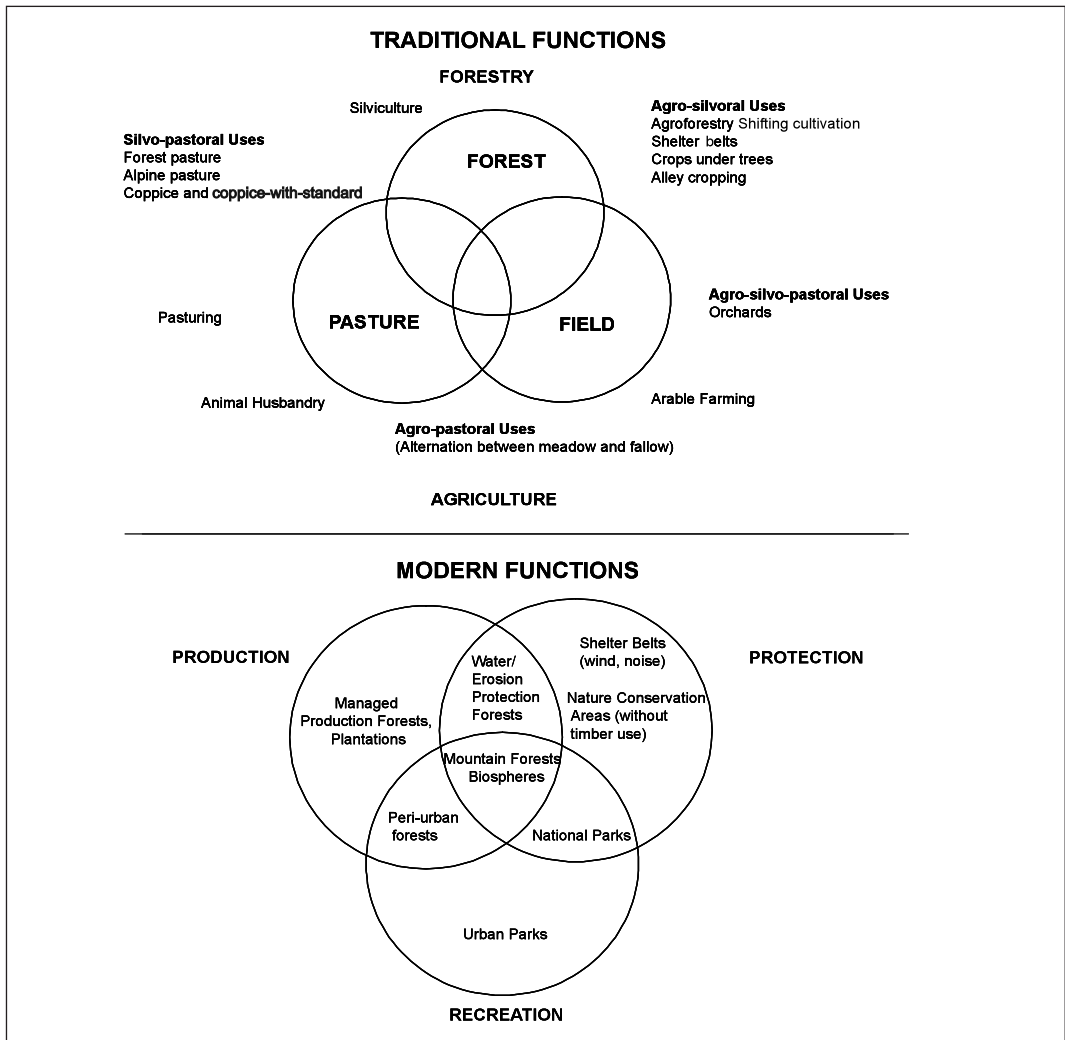 TRADITIONAL FUNCTIONS
FORESTRY
Silviculture
Agro-silvoral Uses
Agroforestry Shifting cultivation
Shelter belts
Crops under trees
Alley cropping
Silvo-pastoral Uses
Forest pasture
Alpine pasture
Coppice and coppice-with-standard
FOREST
Pasturing
PASTURE
FIELD
Agro-silvo-pastoral Uses
Orchards
Animal Husbandry
Arable Farming
Agro-pastoral Uses
(Alternation between meadow and fallow)
AGRICULTURE
MODERN FUNCTIONS
PRODUCTION
PROTECTION
Managed
Production Forests,
Plantations
Water/
Erosion
Protection
Forests
Shelter Belts
(wind, noise)
Nature Conservation
Areas (without
timber use)
Mountain Forests
Biospheres
Peri-urban
forests
National Parks
Urban Parks
RECREATION